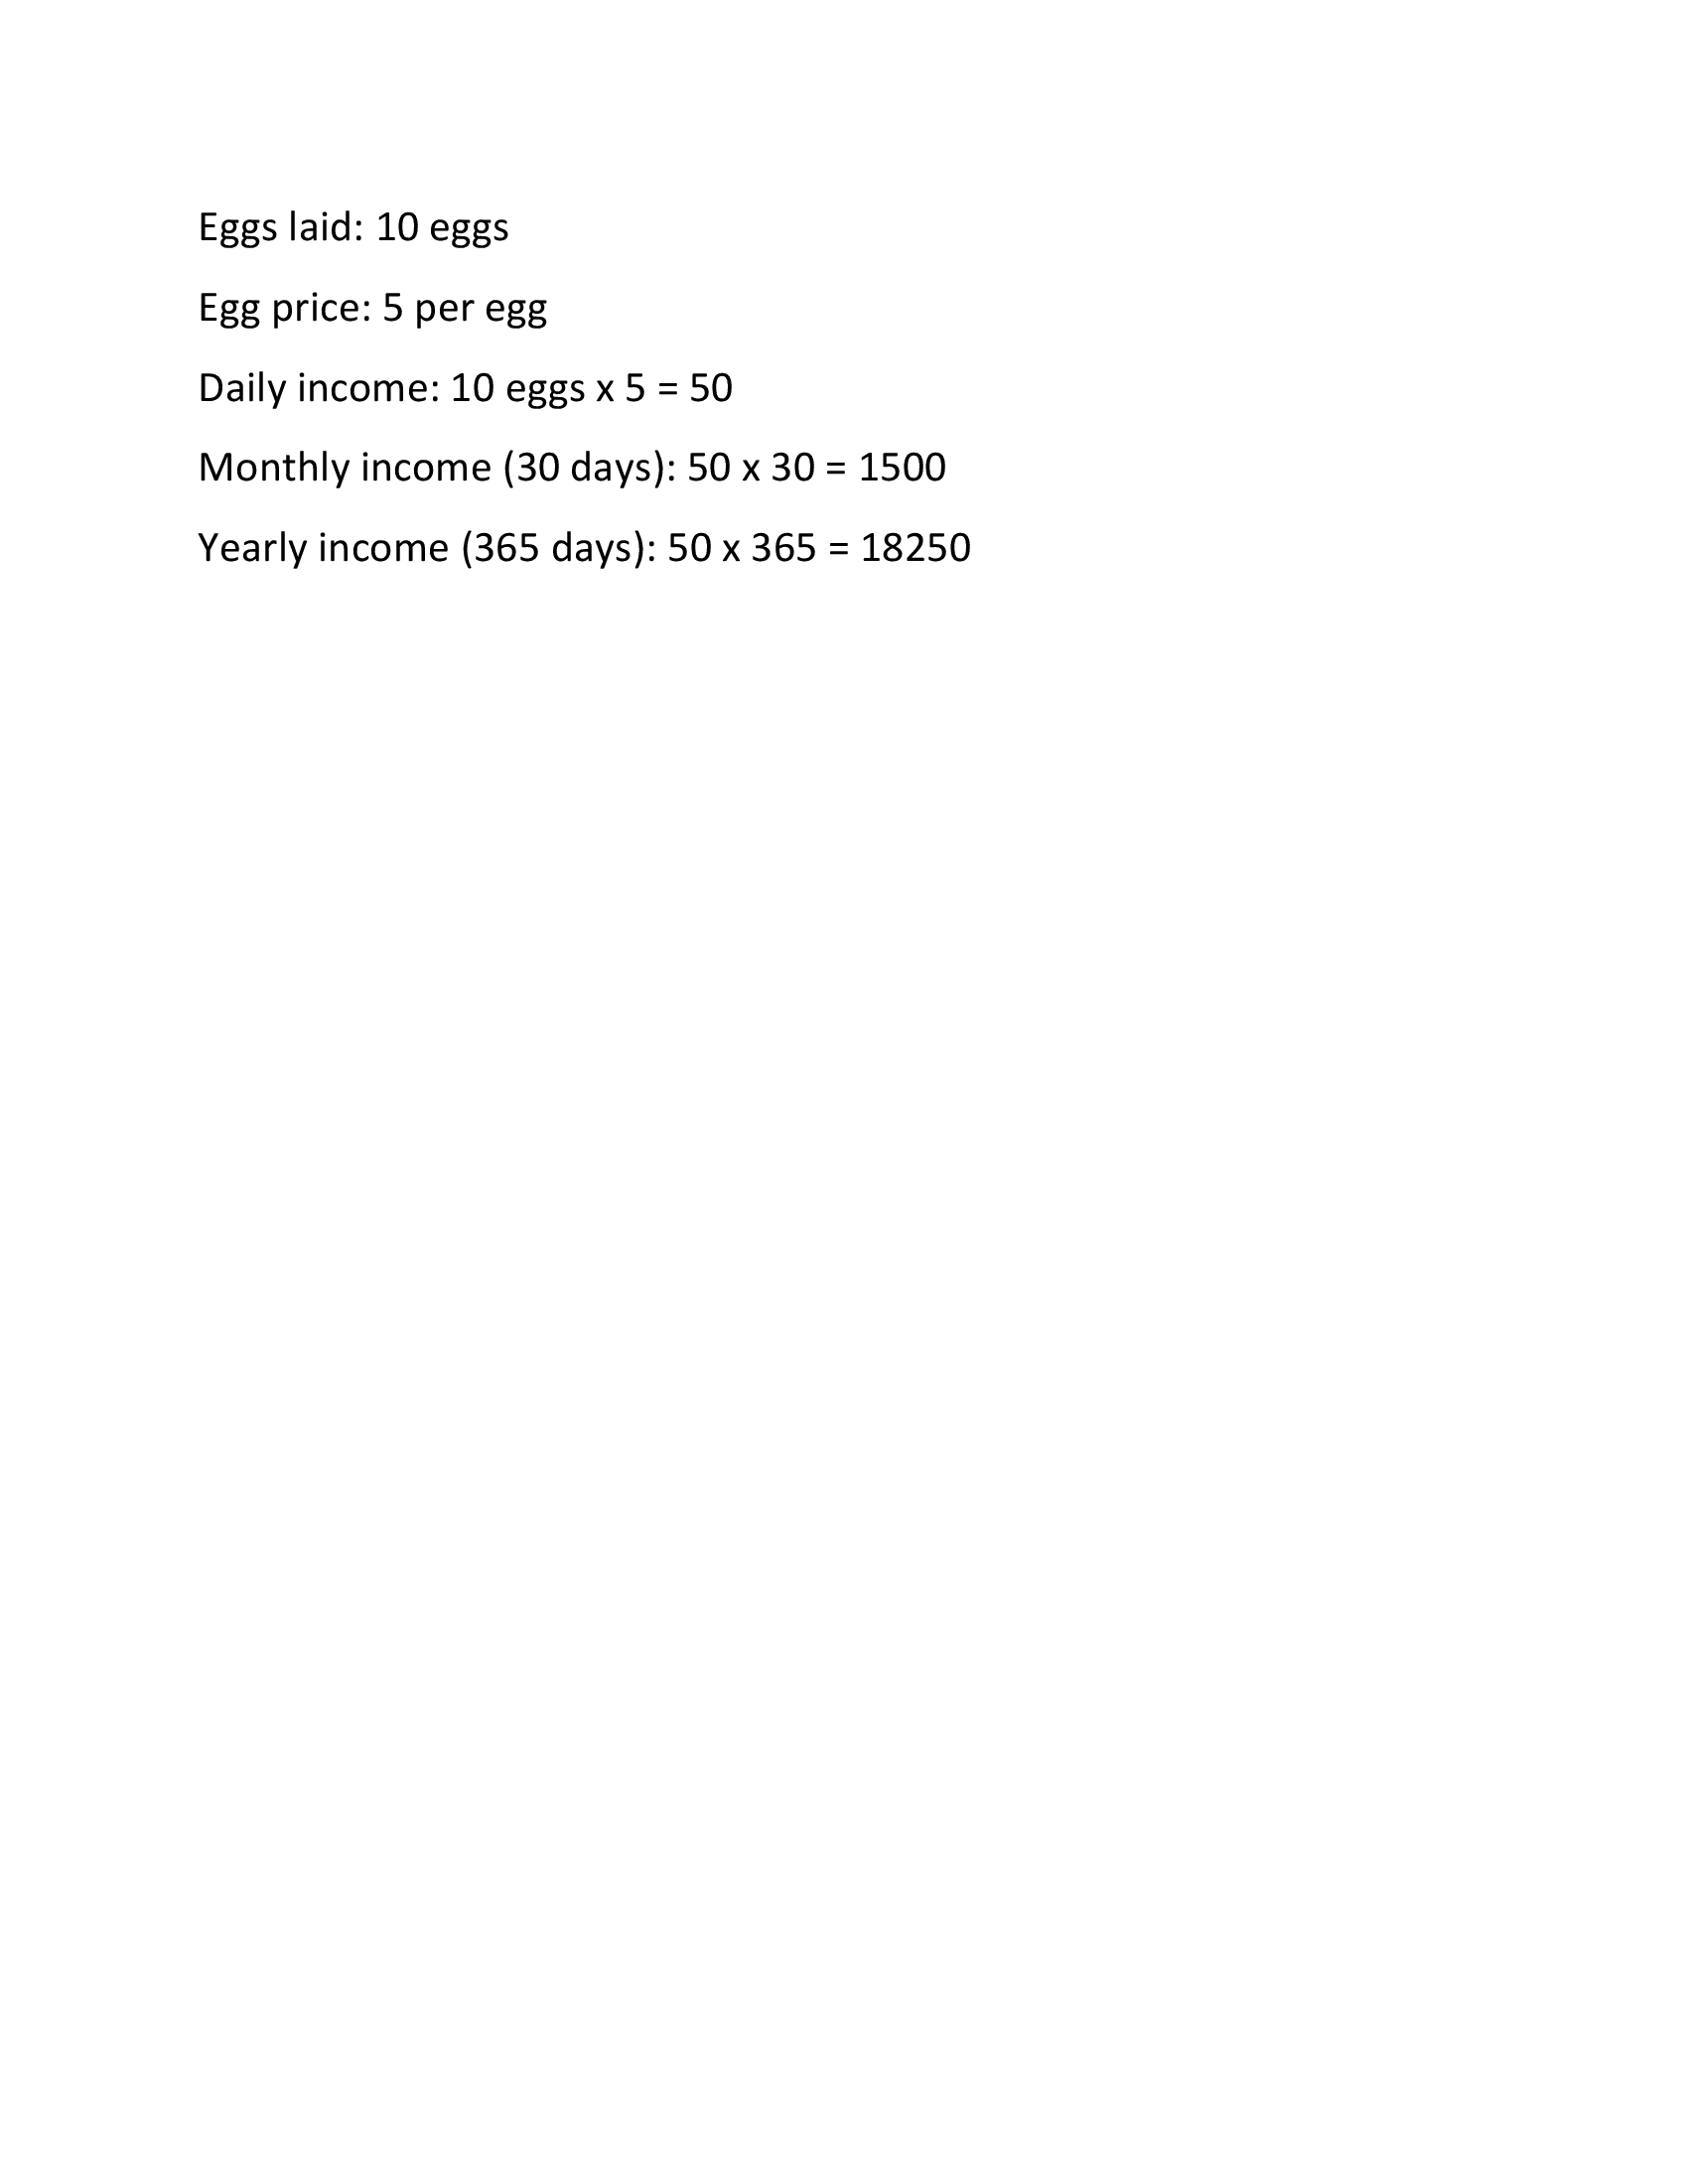 Eggs laid: 10 eggs
Egg price: 5 per egg
Daily income: 10 eggs x 5 = 50
Monthly income (30 days): 50 x 30 = 1500
Yearly income (365 days): 50 x 365 = 18250